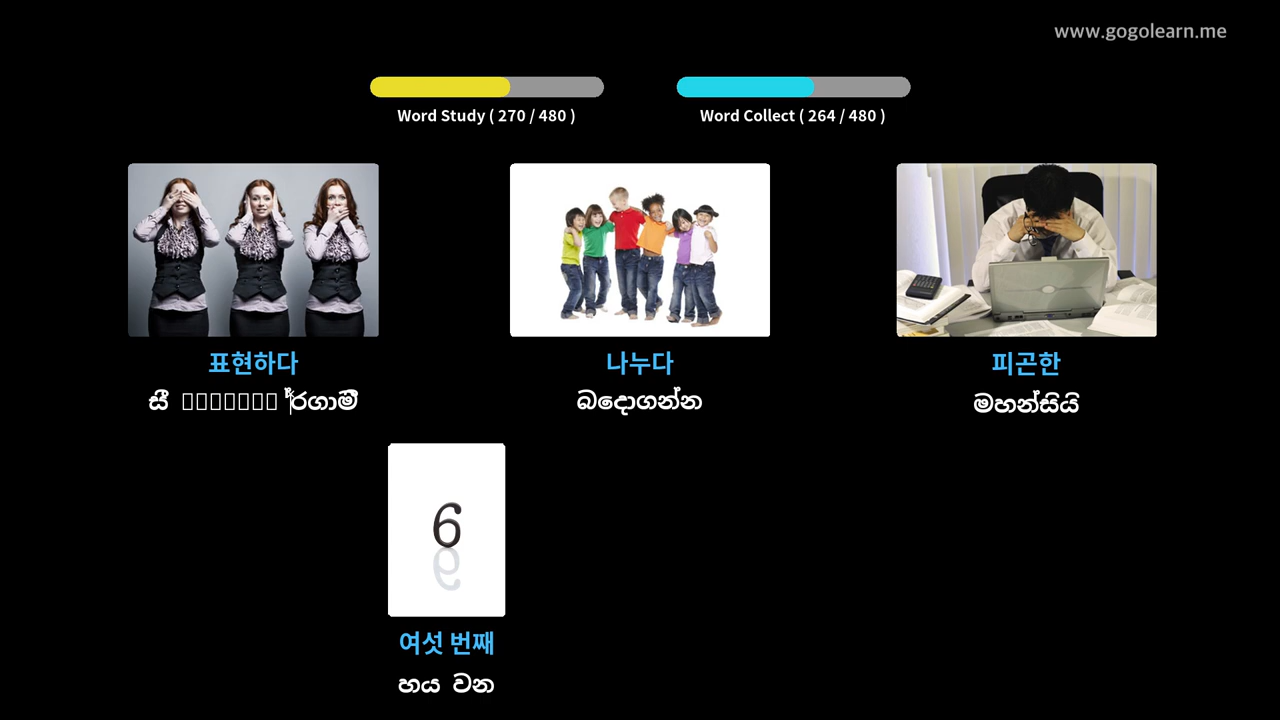 www.gogolearn.me
Word Study ( 270 / 480 )
Word Collect ( 264 / 480 )
표현하다
나누다
피곤한
බදොගන්න
මහන්සියි
6
여섯 번째
හය වන